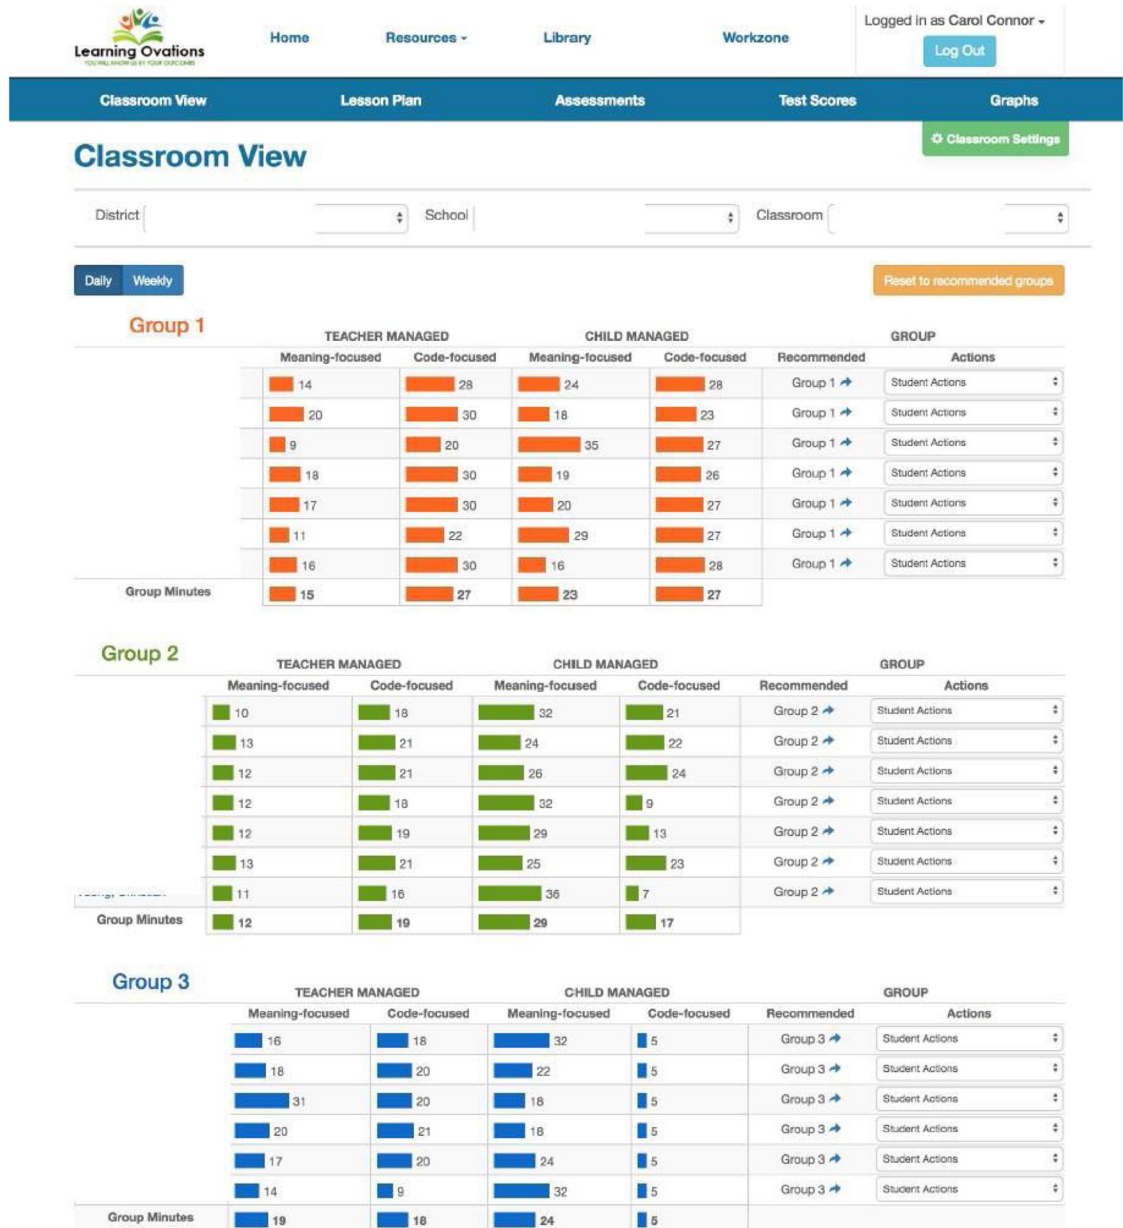 Learning Ovations
YOU WILL KNOW US BY YOUR OUTCOMES
Home Resources Library Workzone
Logged in as Carol Connor
Log Out
Classroom View Lesson Plan Assessments Test Scores Graphs
Classroom Settings
Classroom View
District School Classroom
Daily Weekly Reset to recommended groups
Group 1
TEACHER MANAGED CHILD MANAGED GROUP
Meaning-focused Code-focused Meaning-focused Code-focused Recommended Actions
14 28 24 28 Group 1 Student Actions
20 30 18 23 Group 1 Student Actions
9 20 35 27 Group 1 Student Actions
18 30 19 26 Group 1 Student Actions
17 30 20 27 Group 1 Student Actions
11 22 29 27 Group 1 Student Actions
16 30 16 28 Group 1 Student Actions
Group Minutes 15 27 23 27
Group 2
TEACHER MANAGED CHILD MANAGED GROUP
Meaning-focused Code-focused Meaning-focused Code-focused Recommended Actions
10 18 32 21 Group 2 Student Actions
13 21 24 22 Group 2 Student Actions
12 21 26 24 Group 2 Student Actions
12 18 32 9 Group 2 Student Actions
12 19 29 13 Group 2 Student Actions
13 21 25 23 Group 2 Student Actions
11 16 36 7 Group 2 Student Actions
Group Minutes 12 19 29 17
Group 3
TEACHER MANAGED CHILD MANAGED GROUP
Meaning-focused Code-focused Meaning-focused Code-focused Recommended Actions
16 18 32 5 Group 3 Student Actions
18 20 22 5 Group 3 Student Actions
31 20 18 5 Group 3 Student Actions
20 21 18 5 Group 3 Student Actions
17 20 24 5 Group 3 Student Actions
14 9 32 5 Group 3 Student Actions
Group Minutes 19 18 24 5